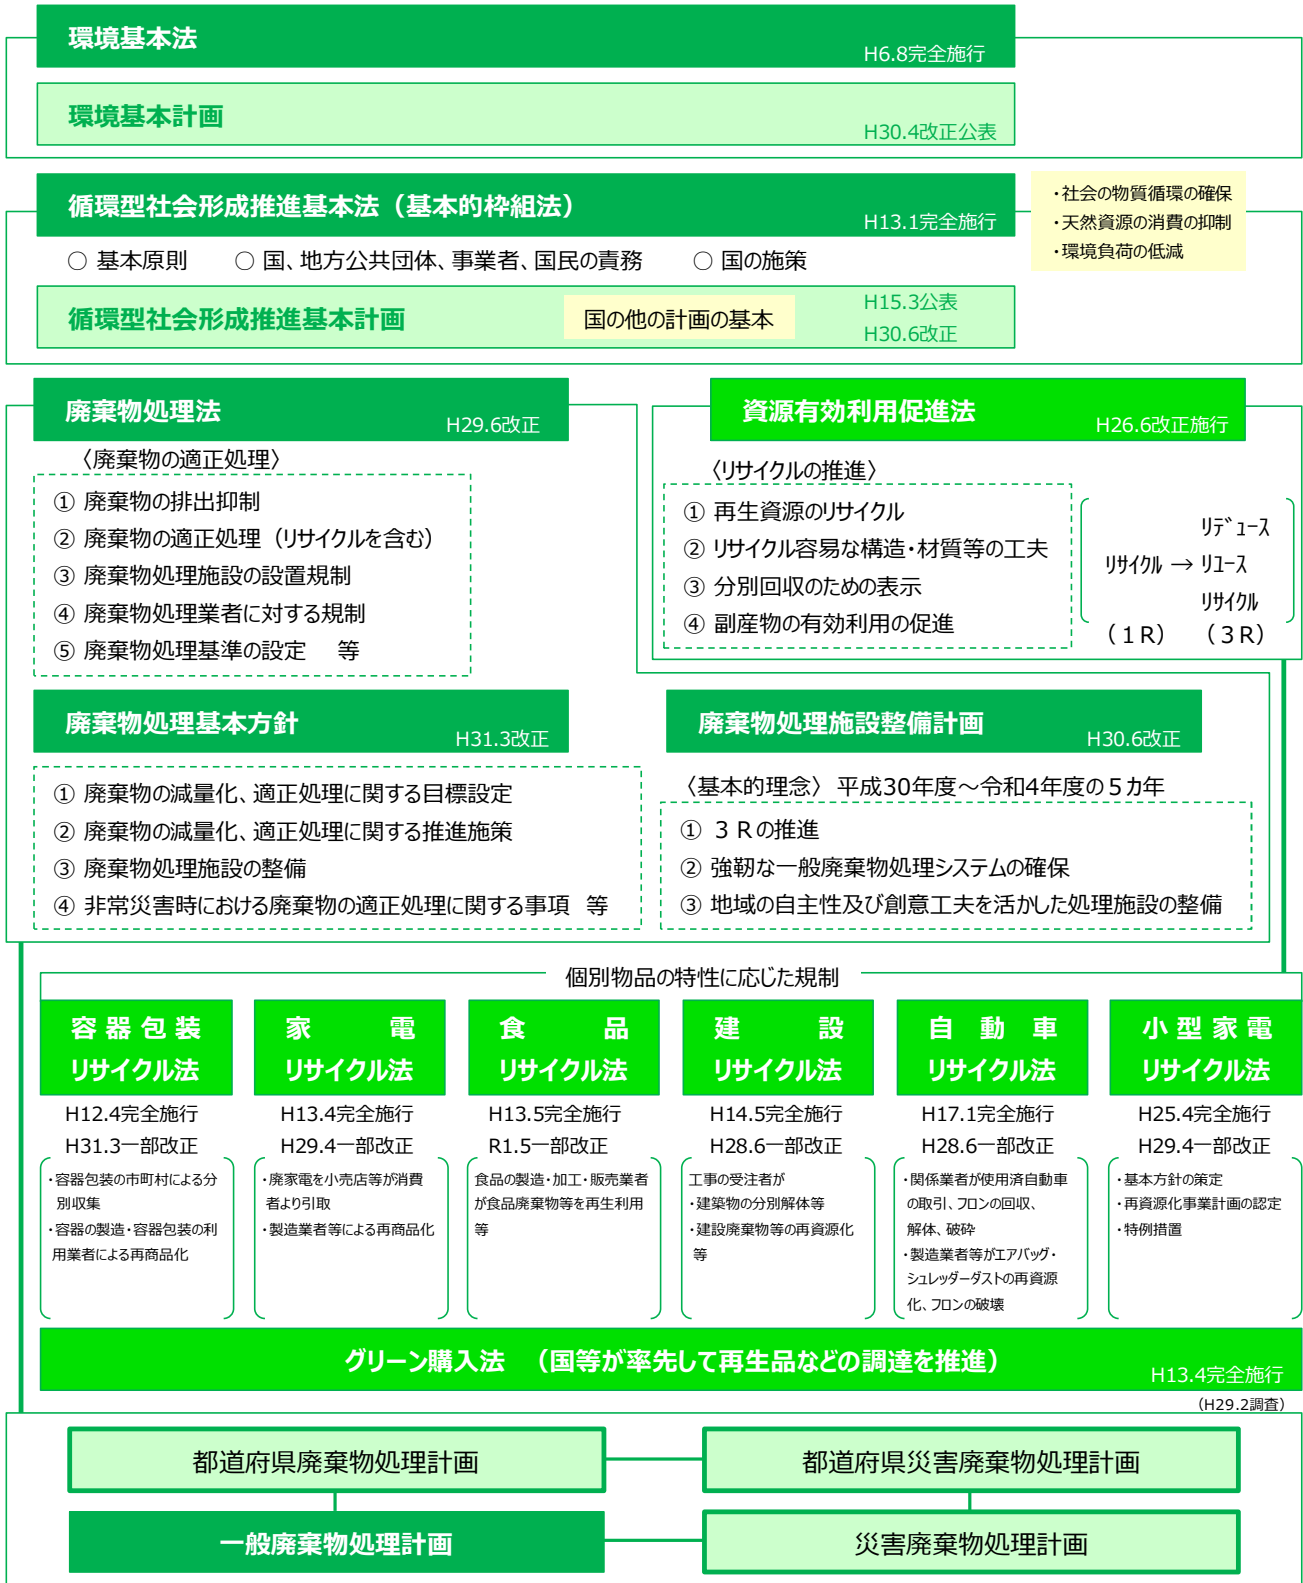 環境基本法
H6.8完全施行
環境基本計画
H30.4改正公表
循環型社会形成推進基本法（基本的枠組法）
H13.1完全施行
・社会の物質循環の確保
・天然資源の消費の抑制
・環境負荷の低減
○ 基本原則　○ 国、地方公共団体、事業者、国民の責務　○ 国の施策
循環型社会形成推進基本計画
国の他の計画の基本
H15.3公表
H30.6改正
廃棄物処理法
H29.6改正
〈廃棄物の適正処理〉
① 廃棄物の排出抑制
② 廃棄物の適正処理（リサイクルを含む）
③ 廃棄物処理施設の設置規制
④ 廃棄物処理業者に対する規制
⑤ 廃棄物処理基準の設定　等
資源有効利用促進法
H26.6改正施行
〈リサイクルの推進〉
① 再生資源のリサイクル
② リサイクル容易な構造・材質等の工夫
③ 分別回収のための表示
④ 副産物の有効利用の促進
リデュース
リサイクル → リユース
リサイクル
（１R）　（３R）
廃棄物処理基本方針
H31.3改正
① 廃棄物の減量化、適正処理に関する目標設定
② 廃棄物の減量化、適正処理に関する推進施策
③ 廃棄物処理施設の整備
④ 非常災害時における廃棄物の適正処理に関する事項　等
廃棄物処理施設整備計画
H30.6改正
〈基本的理念〉 平成30年度～令和4年度の５カ年
① ３Ｒの推進
② 強靭な一般廃棄物処理システムの確保
③ 地域の自主性及び創意工夫を活かした処理施設の整備
個別物品の特性に応じた規制
容器包装
リサイクル法
H12.4完全施行
H31.3一部改正
・容器包装の市町村による分
別収集
・容器の製造・容器包装の利
用業者による再商品化
家　電
リサイクル法
H13.4完全施行
H29.4一部改正
・廃家電を小売店等が消費
者より引取
・製造業者等による再商品化
食　品
リサイクル法
H13.5完全施行
R1.5一部改正
食品の製造・加工・販売業者
が食品廃棄物等を再生利用
等
建　設
リサイクル法
H14.5完全施行
H28.6一部改正
工事の受注者が
・建築物の分別解体等
・建設廃棄物等の再資源化
等
自動車
リサイクル法
H17.1完全施行
H28.6一部改正
・関係業者が使用済自動車
の取引、フロンの回収、
解体、破砕
・製造業者等がエアバッグ・
シュレッダーダストの再資源
化、フロンの破壊
小型家電
リサイクル法
H25.4完全施行
H29.4一部改正
・基本方針の策定
・再資源化事業計画の認定
・特例措置
グリーン購入法　（国等が率先して再生品などの調達を推進）
H13.4完全施行
（H29.2調査）
都道府県廃棄物処理計画
都道府県災害廃棄物処理計画
一般廃棄物処理計画
災害廃棄物処理計画